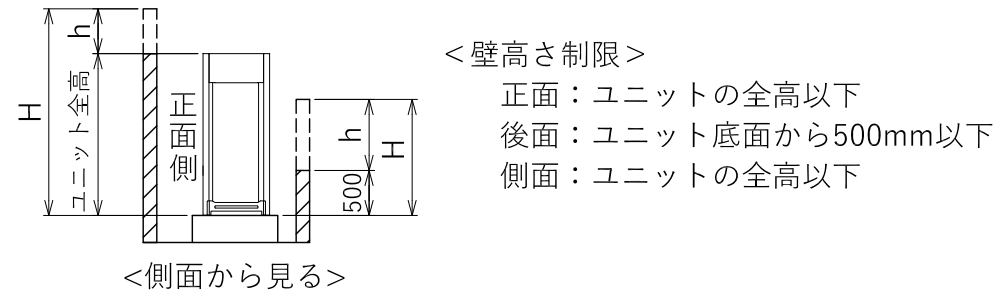 h
H
ユニット全高
正面側
h
H
500
<側面から見る>
＜壁高さ制限＞
正面：ユニットの全高以下
後面：ユニット底面から500mm以下
側面：ユニットの全高以下